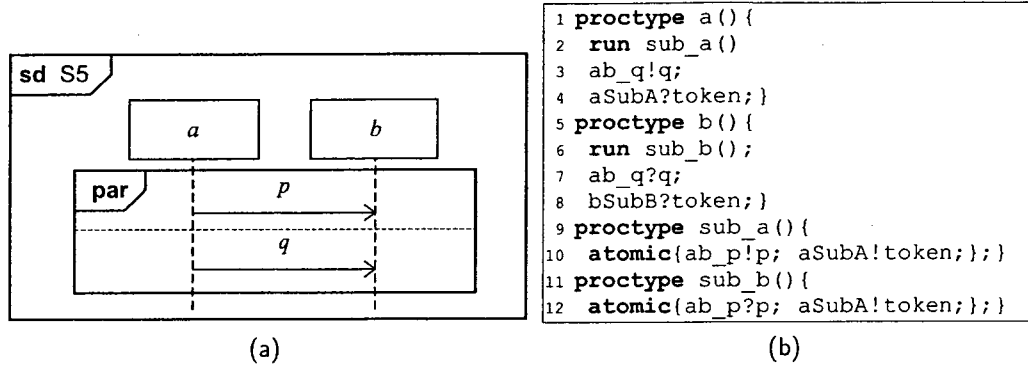 sd S5
a
b
par
p
q
(a)
1 proctype a(){
2 run sub_a()
3 ab_q!q;
4 aSubA?token;}
5 proctype b(){
6 run sub_b();
7 ab_q?q;
8 bSubB?token;}
9 proctype sub_a(){
10 atomic{ab_p!p; aSubA!token;};}
11 proctype sub_b(){
12 atomic{ab_p?p; aSubA!token;};}
(b)